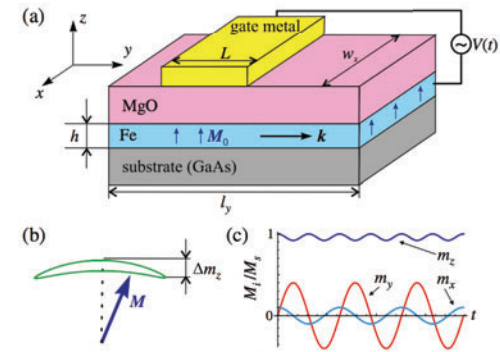 (a)
z
y
x
gate metal
L
w_x
V(t)
MgO
h
Fe
M_0
k
substrate (GaAs)
l_y
(b)
Δm_z
M
(c)
M_i/M_s
1
0
m_z
m_y
m_x
t